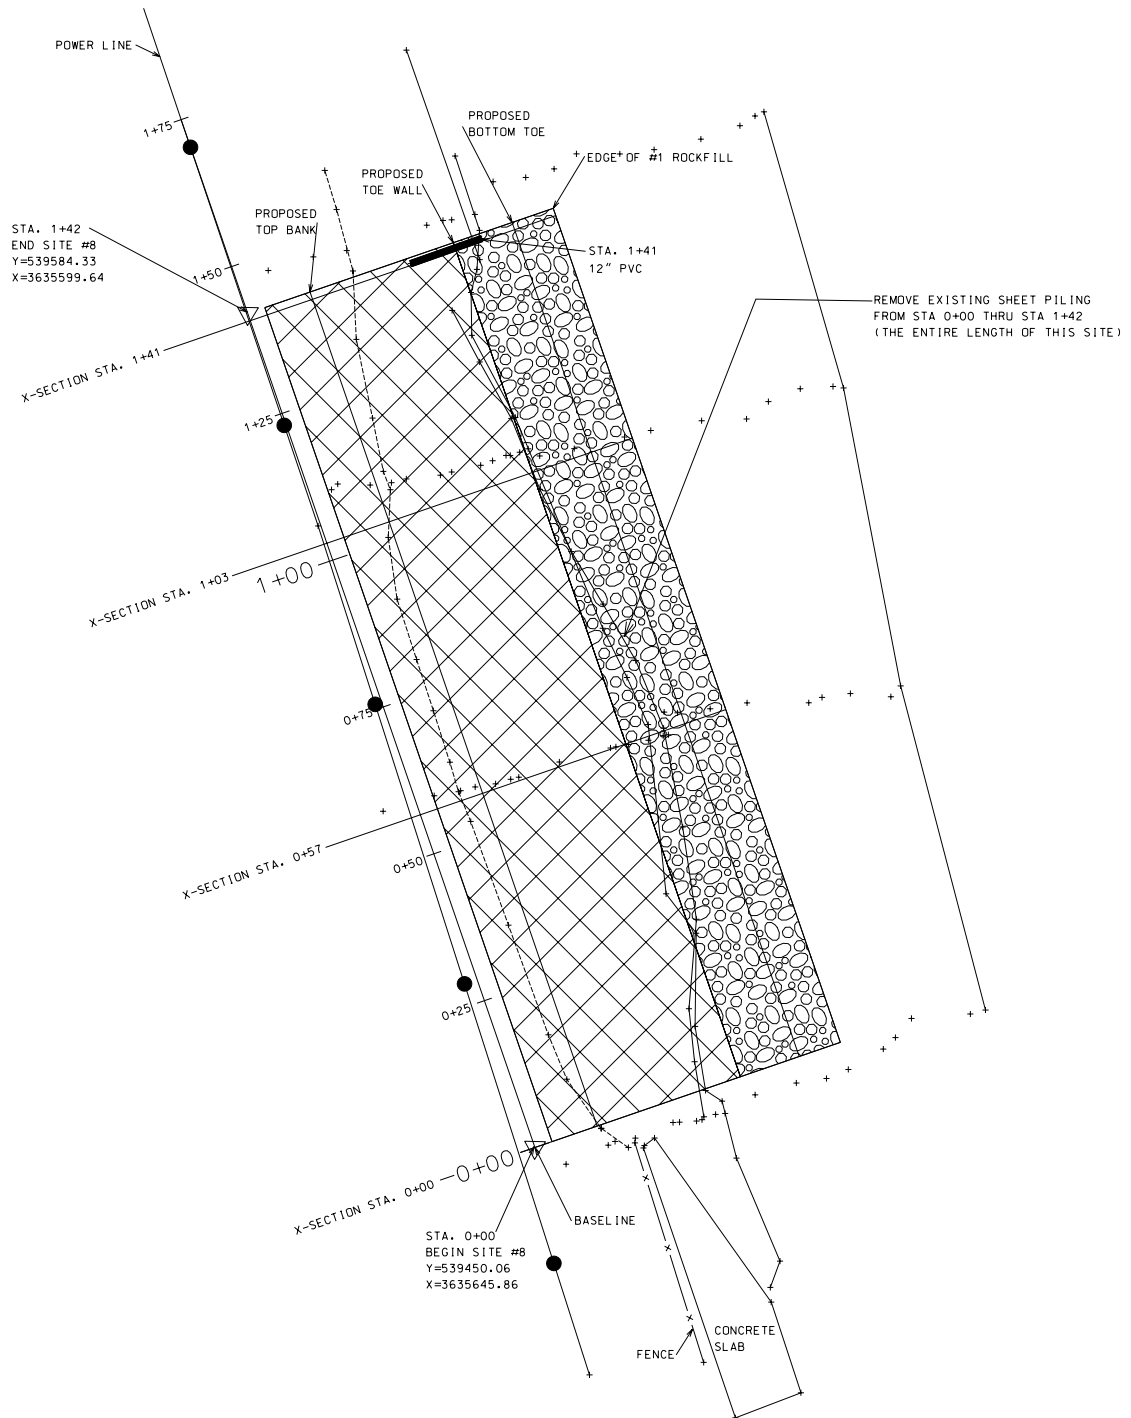 POWER LINE
1+75
PROPOSED
BOTTOM TOE
EDGE OF #1 ROCKFILL
PROPOSED
TOE WALL
PROPOSED
TOP BANK
STA. 1+42
END SITE #8
Y=539584.33
X=3635599.64
STA. 1+41
12" PVC
1+50
REMOVE EXISTING SHEET PILING
FROM STA 0+00 THRU STA 1+42
(THE ENTIRE LENGTH OF THIS SITE)
X-SECTION STA. 1+41
1+25
1+00
X-SECTION STA. 1+03
0+75
0+50
X-SECTION STA. 0+57
0+25
0+00
X-SECTION STA. 0+00
BASELINE
STA. 0+00
BEGIN SITE #8
Y=539450.06
X=3635645.86
FENCE
CONCRETE
SLAB